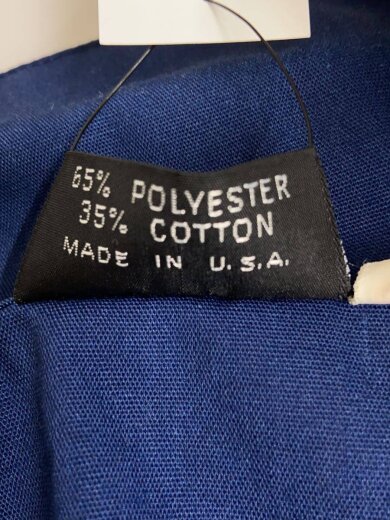 65% POLYESTER
35% COTTON
MADE IN U.S.A.